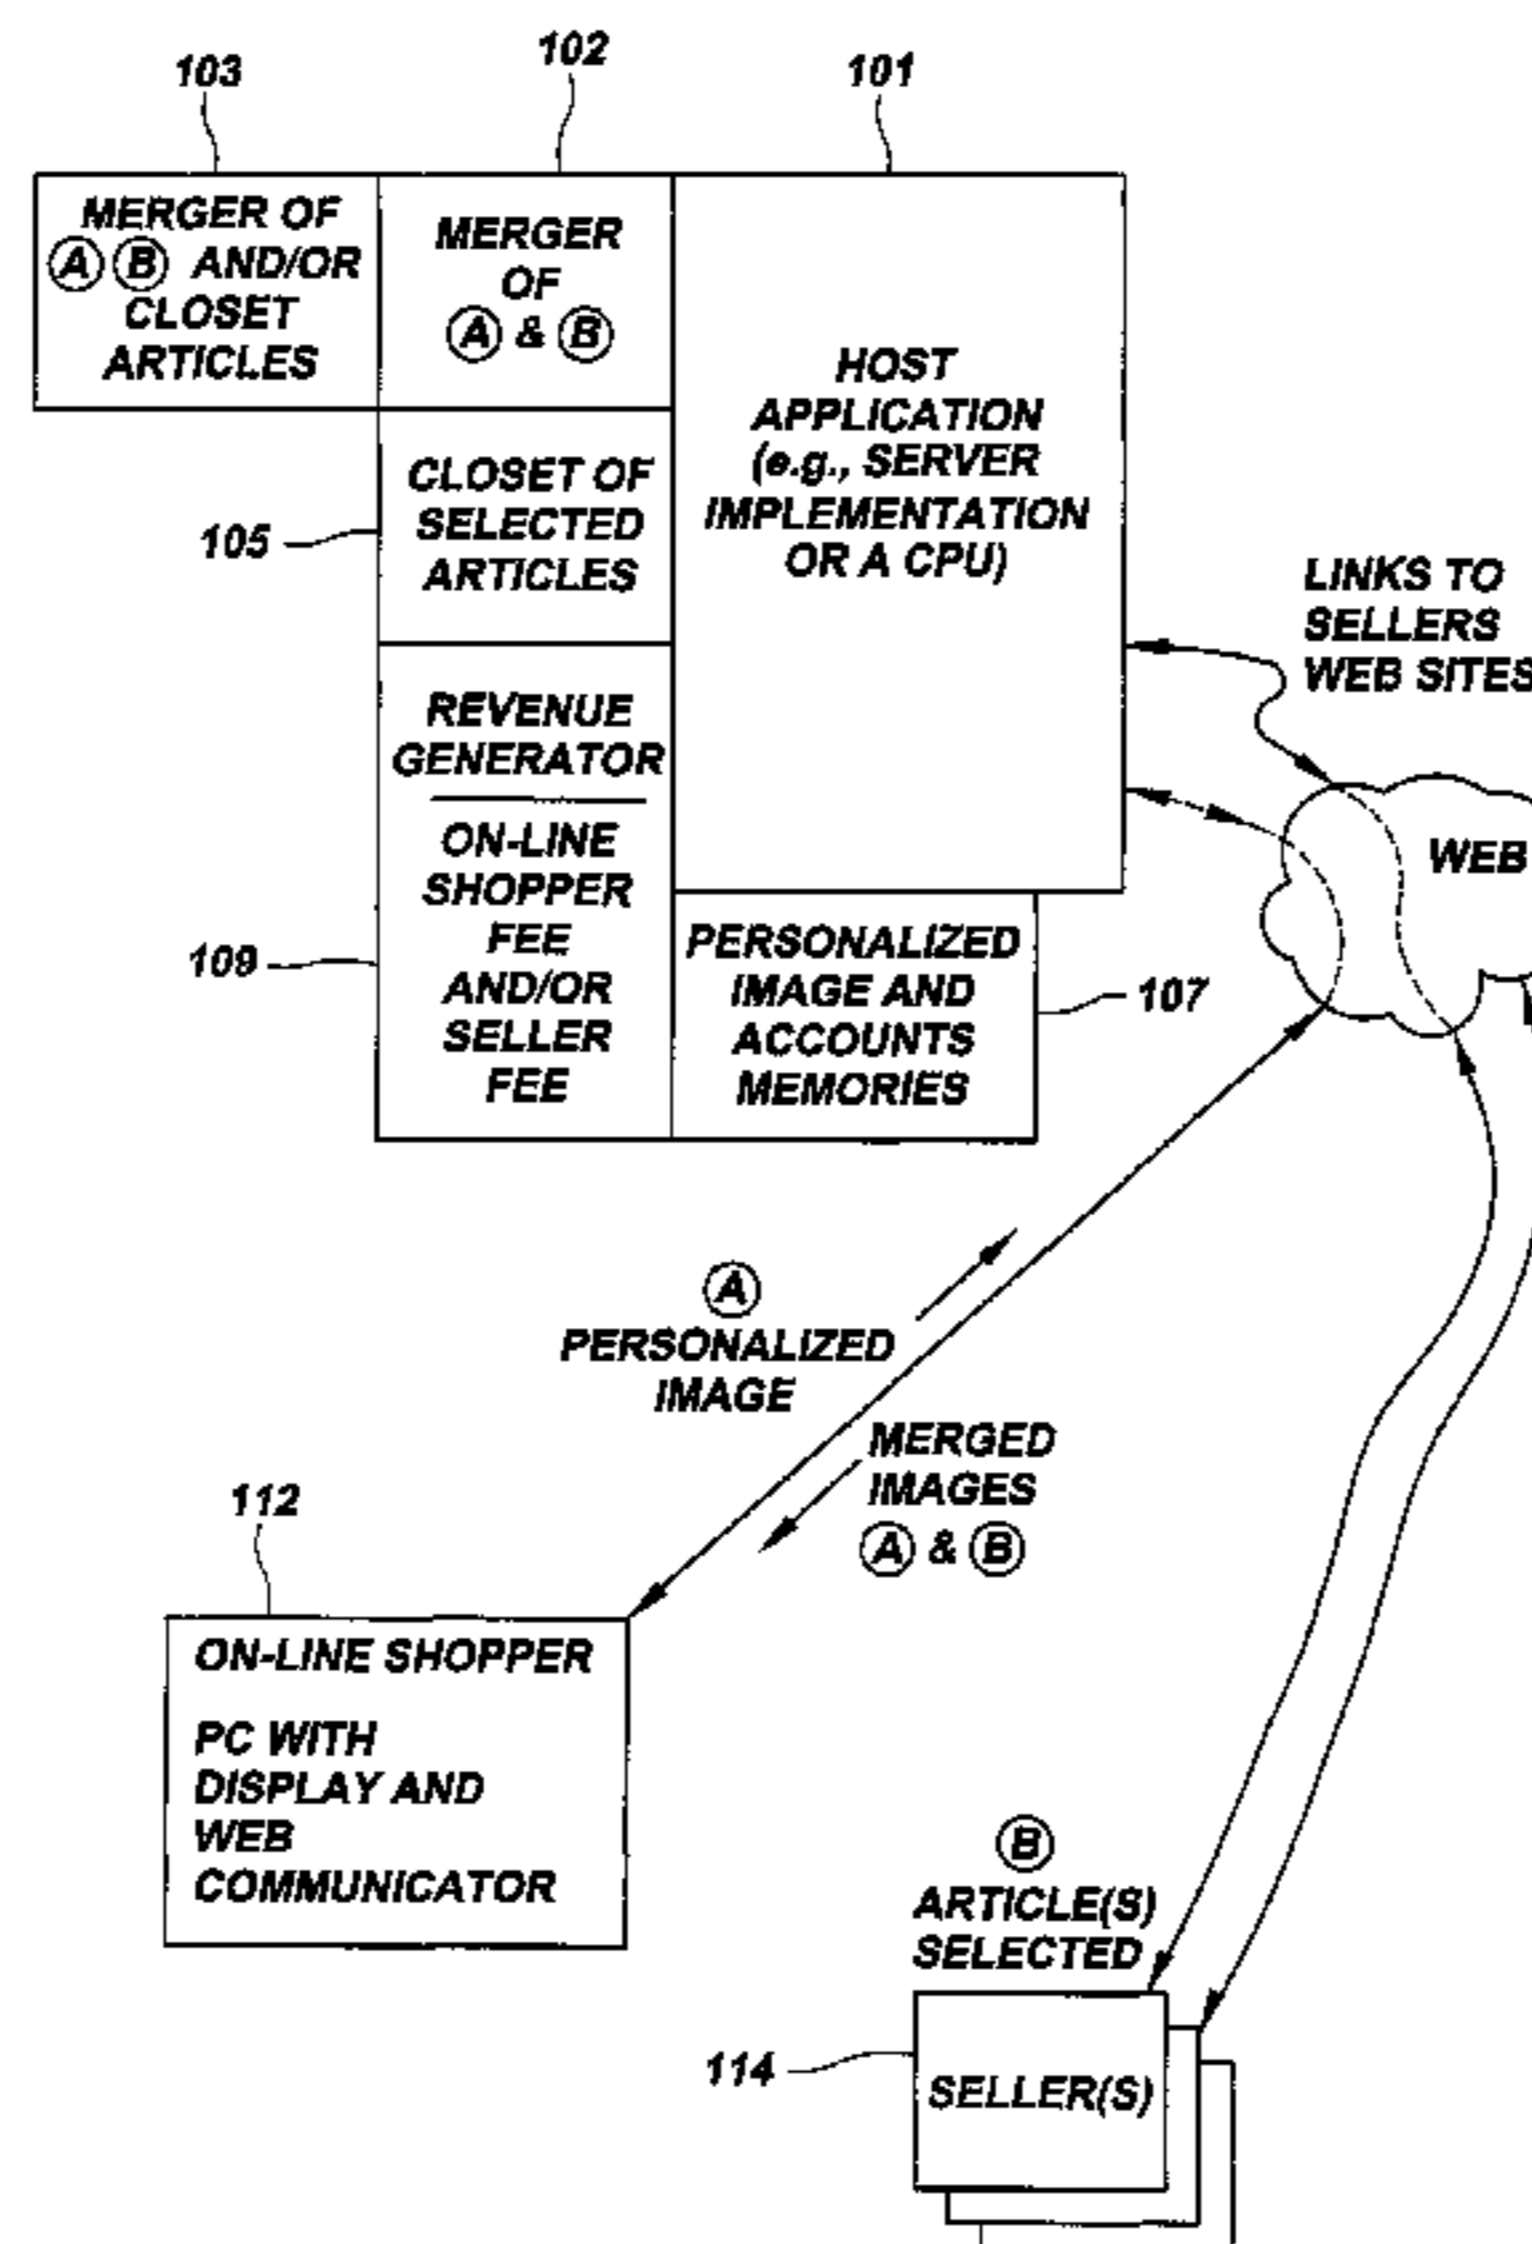 103
102
101
MERGER OF
A B AND/OR
CLOSET
ARTICLES
MERGER
OF
A & B
HOST
APPLICATION
(e.g., SERVER
IMPLEMENTATION
OR A CPU)
105
CLOSET OF
SELECTED
ARTICLES
LINKS TO
SELLERS
WEB SITES
REVENUE
GENERATOR
ON-LINE
SHOPPER
FEE
AND/OR
SELLER
FEE
109
WEB
PERSONALIZED
IMAGE AND
ACCOUNTS
MEMORIES
107
A
PERSONALIZED
IMAGE
MERGED
IMAGES
A & B
112
ON-LINE SHOPPER
PC WITH
DISPLAY AND
WEB
COMMUNICATOR
B
ARTICLE(S)
SELECTED
114
SELLER(S)